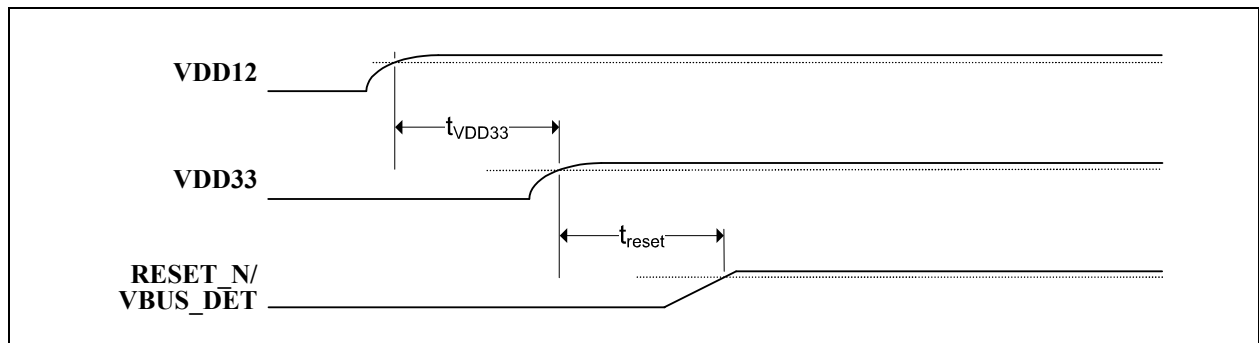 VDD12
tVDD33
VDD33
treset
RESET_N/
VBUS_DET